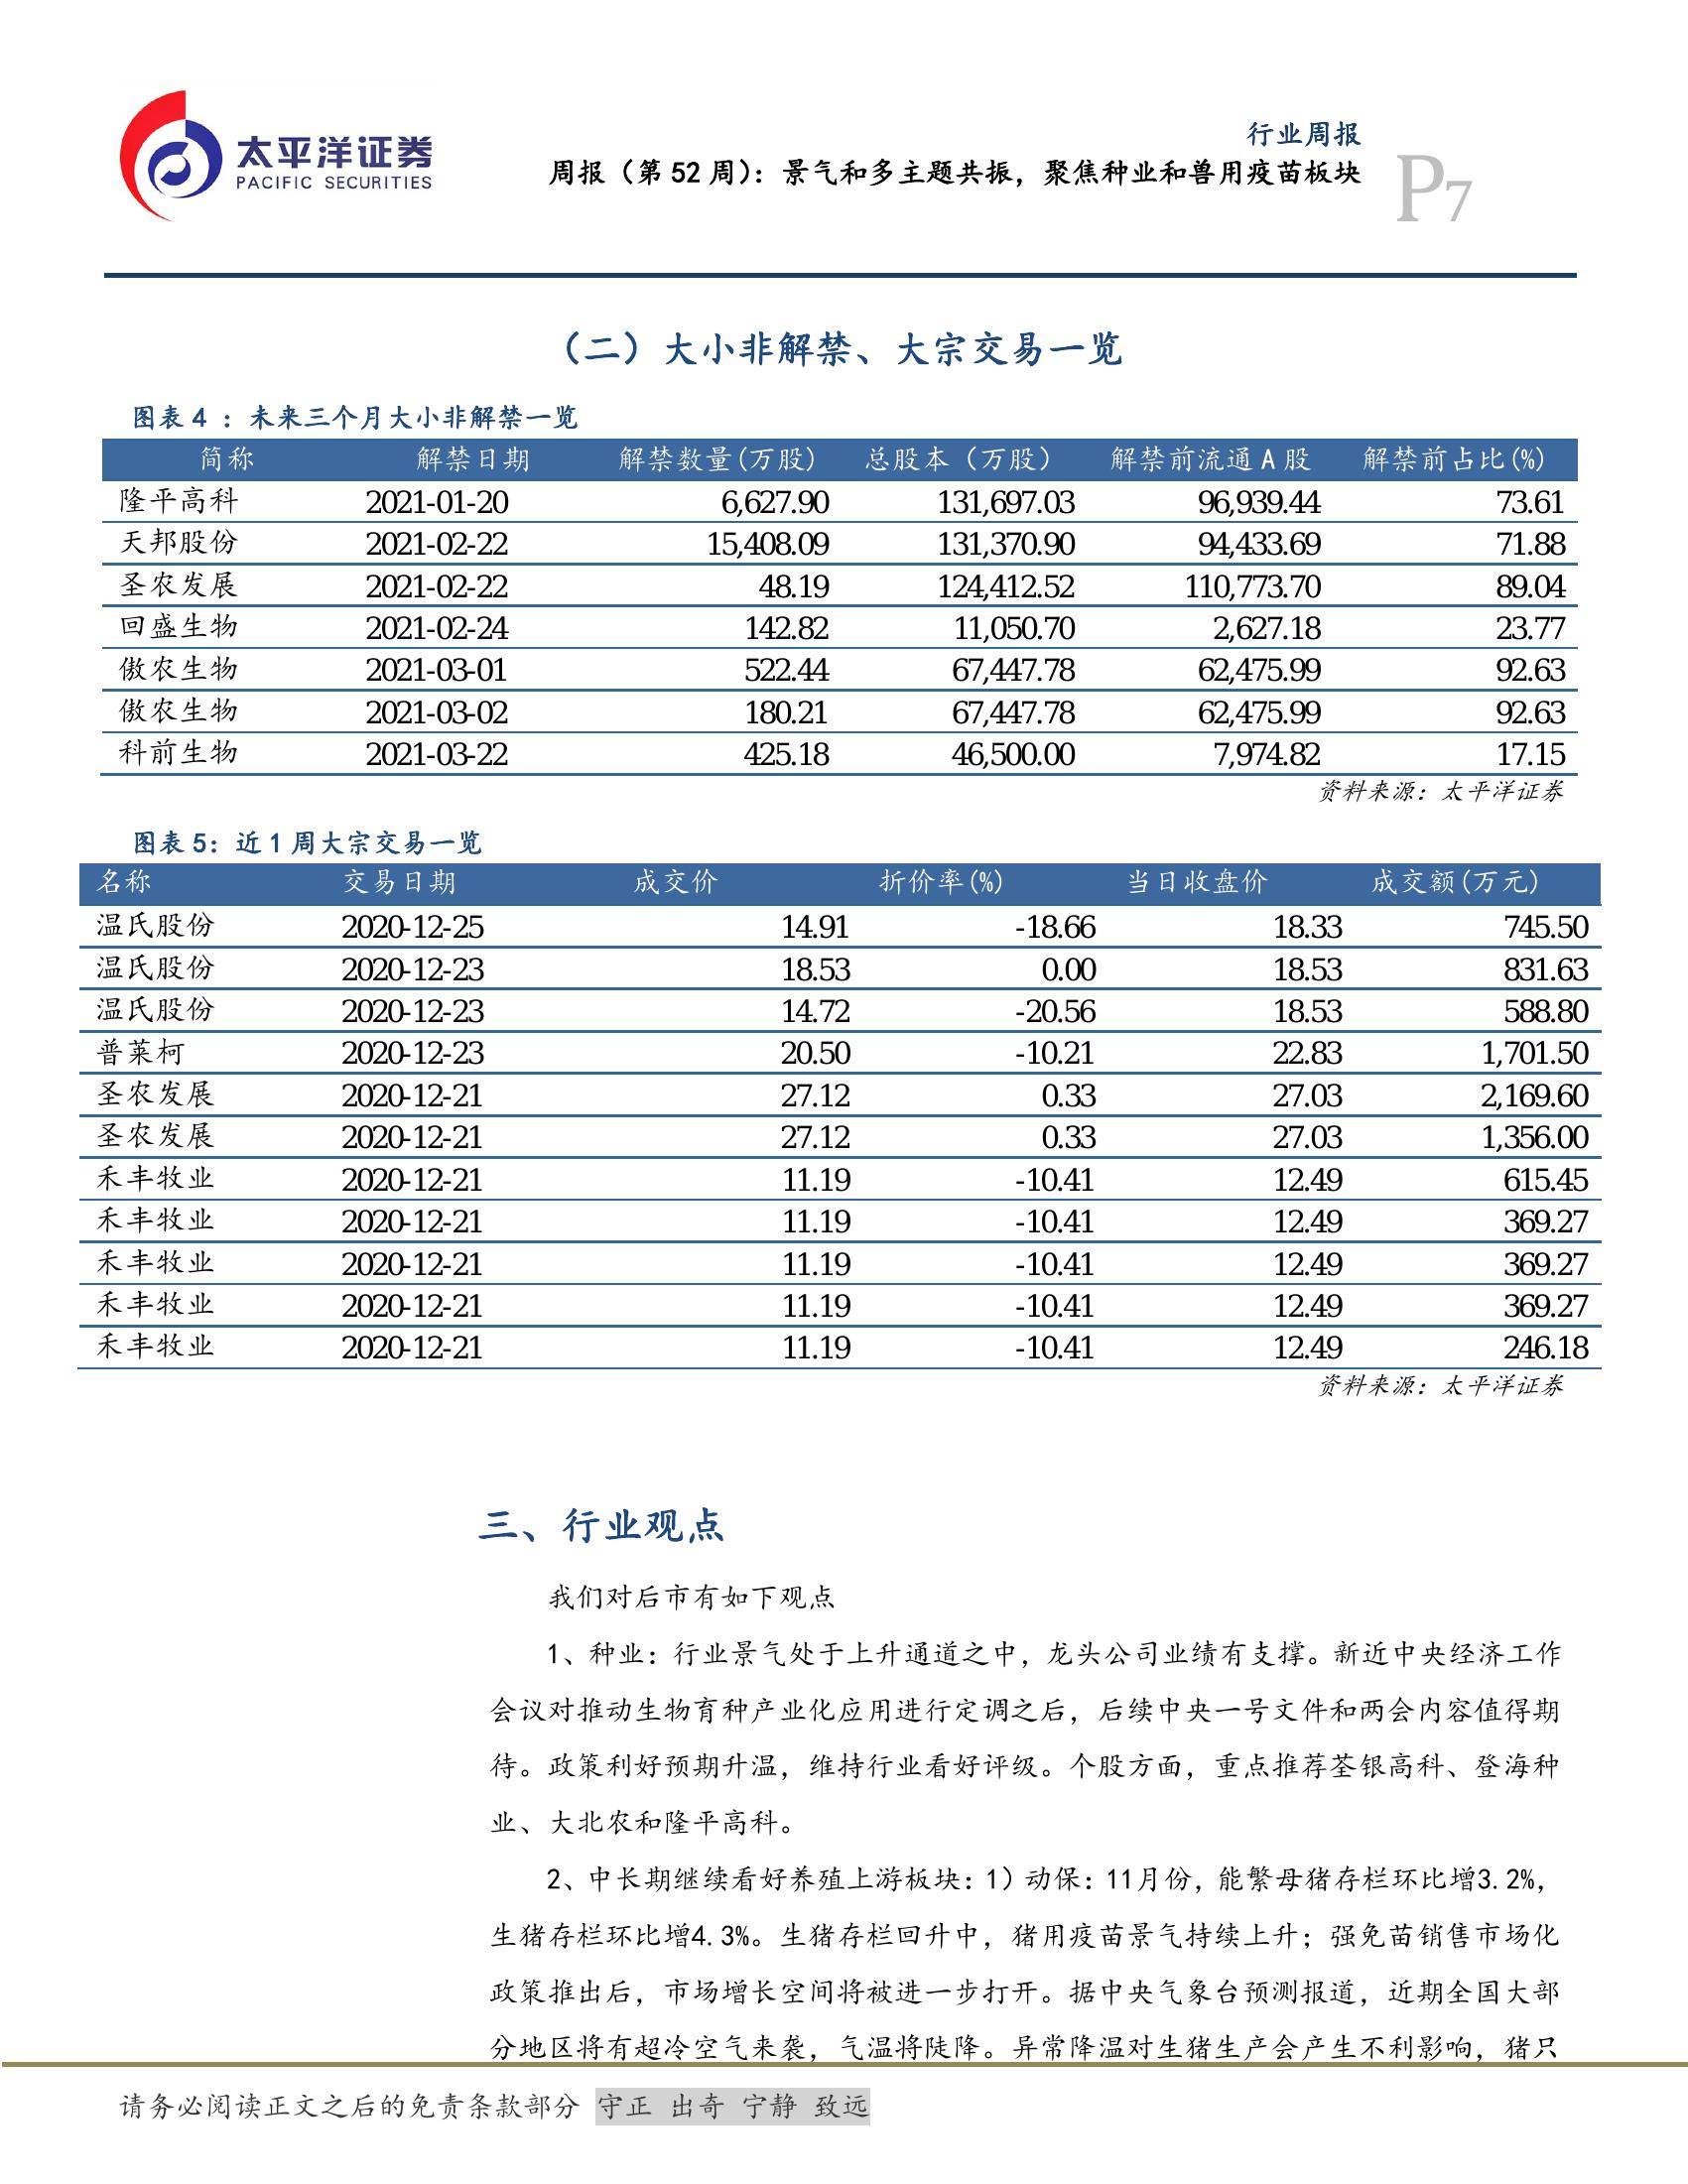 太平洋证券
PACIFIC SECURITIES
行业周报
周报（第 52 周）：景气和多主题共振，聚焦种业和兽用疫苗板块
P7
（二）大小非解禁、大宗交易一览
图表 4 ：未来三个月大小非解禁一览
简称 解禁日期 解禁数量(万股) 总股本（万股） 解禁前流通 A 股 解禁前占比(%)
隆平高科 2021-01-20 6,627.90 131,697.03 96,939.44 73.61
天邦股份 2021-02-22 15,408.09 131,370.90 94,433.69 71.88
圣农发展 2021-02-22 48.19 124,412.52 110,773.70 89.04
回盛生物 2021-02-24 142.82 11,050.70 2,627.18 23.77
傲农生物 2021-03-01 522.44 67,447.78 62,475.99 92.63
傲农生物 2021-03-02 180.21 67,447.78 62,475.99 92.63
科前生物 2021-03-22 425.18 46,500.00 7,974.82 17.15
资料来源：太平洋证券
图表 5：近 1 周大宗交易一览
名称 交易日期 成交价 折价率(%) 当日收盘价 成交额(万元)
温氏股份 2020-12-25 14.91 -18.66 18.33 745.50
温氏股份 2020-12-23 18.53 0.00 18.53 831.63
温氏股份 2020-12-23 14.72 -20.56 18.53 588.80
普莱柯 2020-12-23 20.50 -10.21 22.83 1,701.50
圣农发展 2020-12-21 27.12 0.33 27.03 2,169.60
圣农发展 2020-12-21 27.12 0.33 27.03 1,356.00
禾丰牧业 2020-12-21 11.19 -10.41 12.49 615.45
禾丰牧业 2020-12-21 11.19 -10.41 12.49 369.27
禾丰牧业 2020-12-21 11.19 -10.41 12.49 369.27
禾丰牧业 2020-12-21 11.19 -10.41 12.49 369.27
禾丰牧业 2020-12-21 11.19 -10.41 12.49 246.18
资料来源：太平洋证券
三、行业观点
我们对后市有如下观点
1、种业：行业景气处于上升通道之中，龙头公司业绩有支撑。新近中央经济工作
会议对推动生物育种产业化应用进行定调之后，后续中央一号文件和两会内容值得期
待。政策利好预期升温，维持行业看好评级。个股方面，重点推荐荃银高科、登海种
业、大北农和隆平高科。
2、中长期继续看好养殖上游板块：1）动保：11月份，能繁母猪存栏环比增3.2%，
生猪存栏环比增4.3%。生猪存栏回升中，猪用疫苗景气持续上升；强免苗销售市场化
政策推出后，市场增长空间将被进一步打开。据中央气象台预测报道，近期全国大部
分地区将有超冷空气来袭，气温将陡降。异常降温对生猪生产会产生不利影响，猪只
请务必阅读正文之后的免责条款部分 守正 出奇 宁静 致远